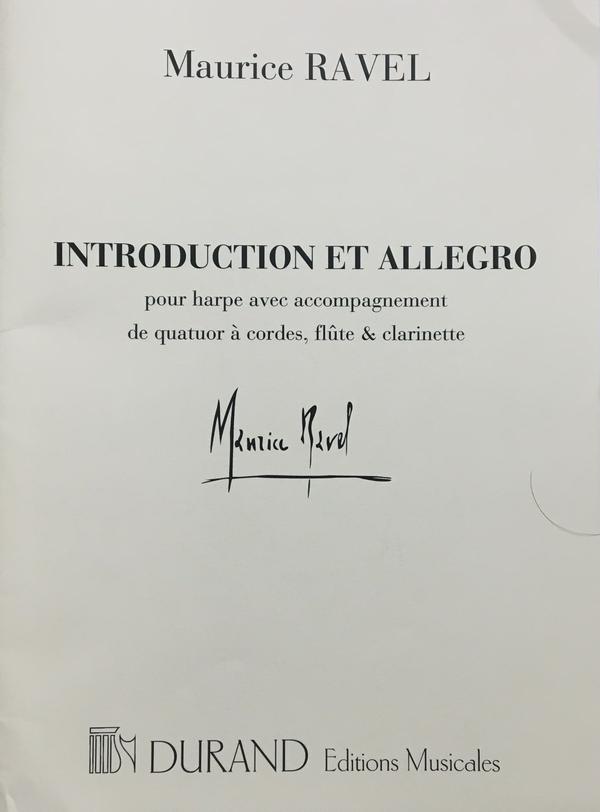 Maurice RAVEL
INTRODUCTION ET ALLEGRO
pour harpe avec accompagnement
de quatuor à cordes, flûte & clarinette
Maurice Ravel
DURAND Editions Musicales